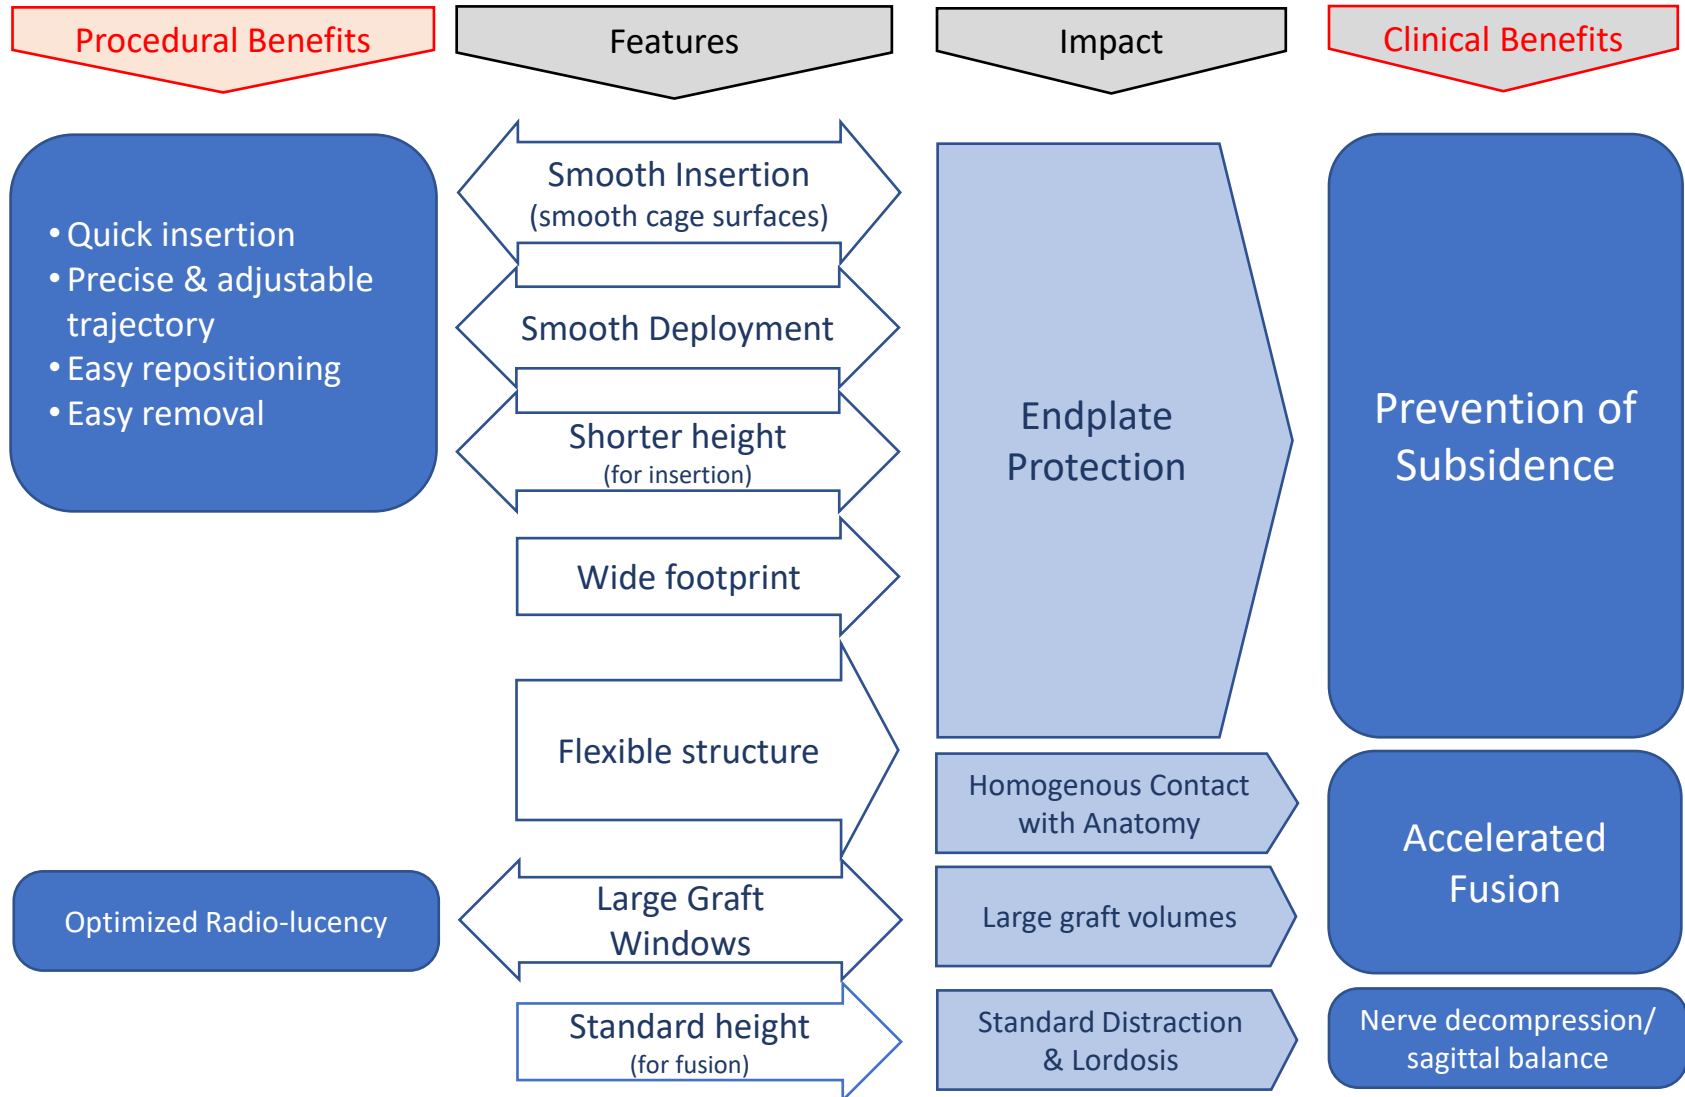 Procedural Benefits
Features
Impact
Clinical Benefits
• Quick insertion
• Precise & adjustable
trajectory
• Easy repositioning
• Easy removal
Smooth Insertion
(smooth cage surfaces)
Smooth Deployment
Shorter height
(for insertion)
Wide footprint
Flexible structure
Endplate
Protection
Prevention of
Subsidence
Homogenous Contact
with Anatomy
Accelerated
Fusion
Optimized Radio-lucency
Large Graft
Windows
Large graft volumes
Standard height
(for fusion)
Standard Distraction
& Lordosis
Nerve decompression/
sagittal balance